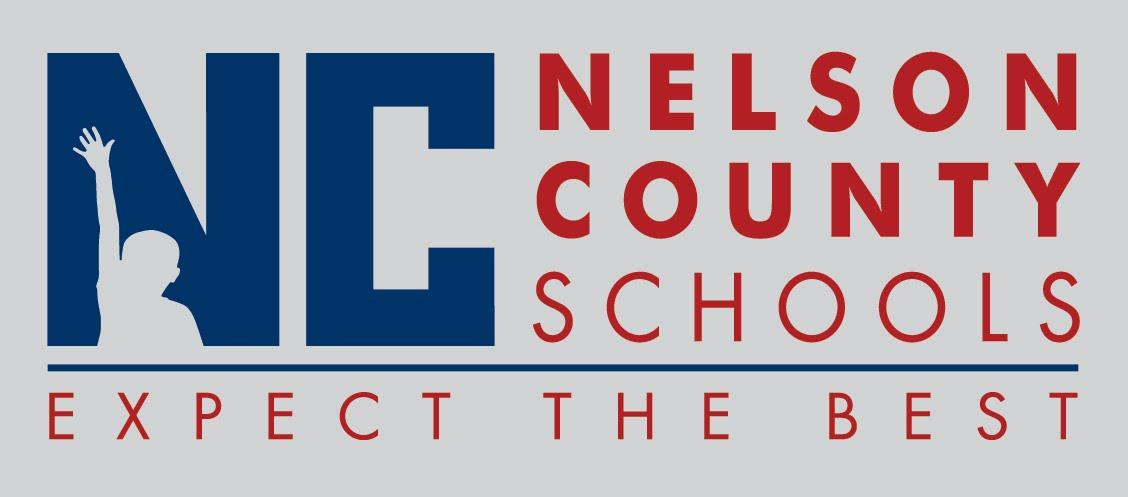 NC
NELSON
COUNTY
SCHOOLS
EXPECT THE BEST